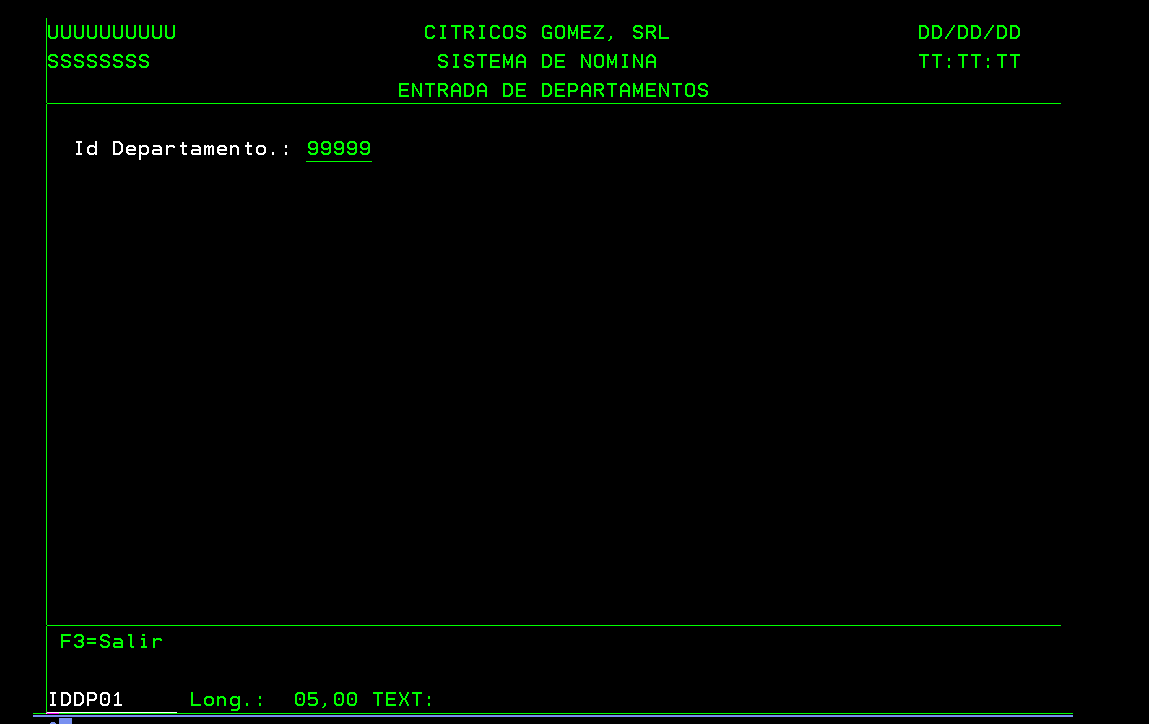 UUUUUUUUUU CITRICOS GOMEZ, SRL DD/DD/DD
SSSSSSSS SISTEMA DE NOMINA TT:TT:TT
ENTRADA DE DEPARTAMENTOS
Id Departamento.: 99999
F3=Salir
IDDP01 Long.: 05,00 TEXT: